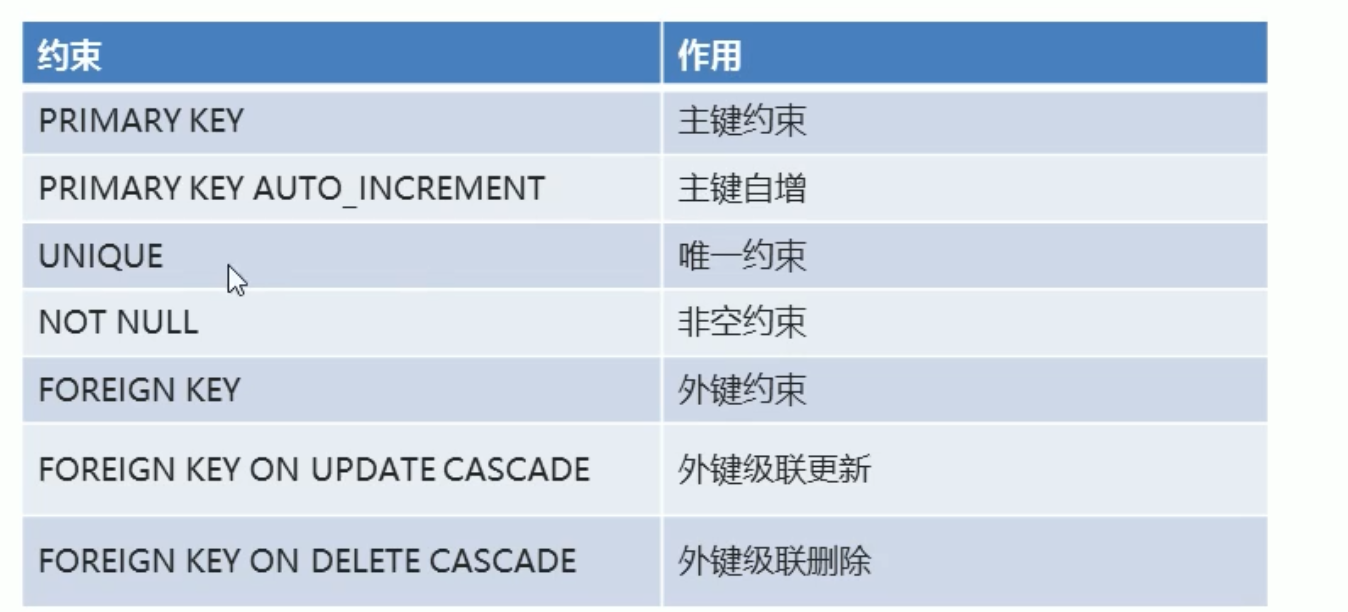 约束 作用
PRIMARY KEY 主键约束
PRIMARY KEY AUTO_INCREMENT 主键自增
UNIQUE 唯一约束
NOT NULL 非空约束
FOREIGN KEY 外键约束
FOREIGN KEY ON UPDATE CASCADE 外键级联更新
FOREIGN KEY ON DELETE CASCADE 外键级联删除